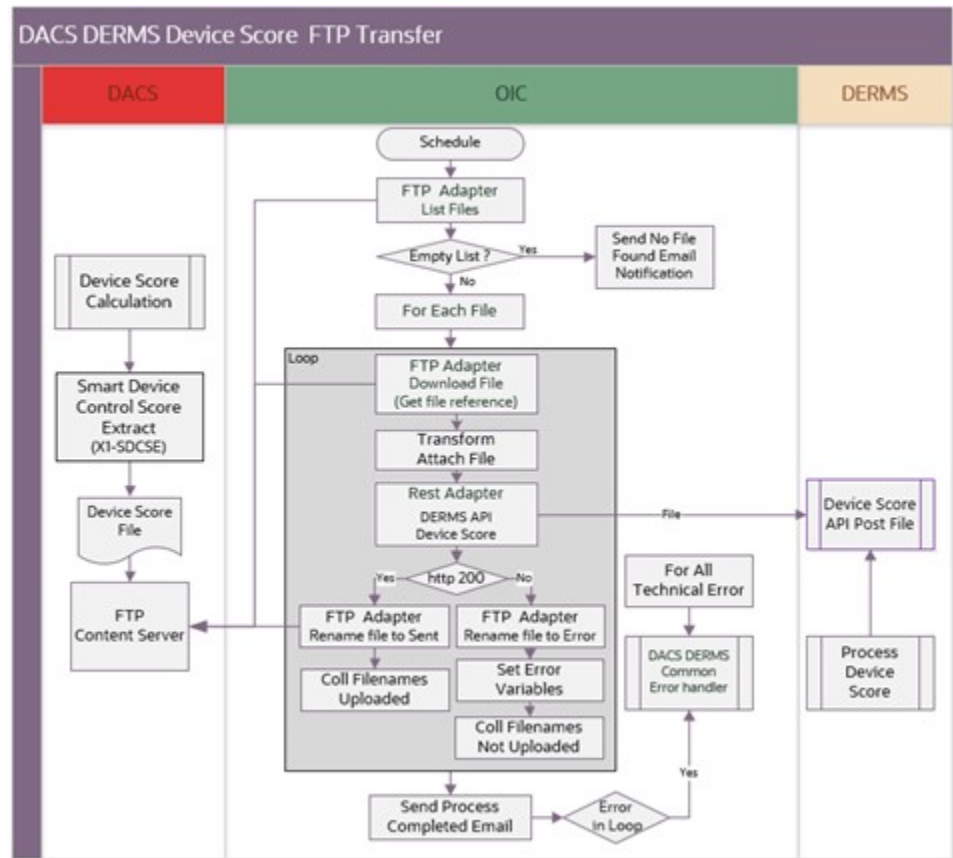 DACS DERMS Device Score FTP Transfer
DACS
OIC
DERMS
Schedule
FTP Adapter
List Files
Empty List ?
Yes
Send No File
Found Email
Notification
No
For Each File
Device Score
Calculation
Smart Device
Control Score
Extract
(X1-SDCSE)
Device Score
File
FTP
Content Server
Loop
FTP Adapter
Download File
(Get file reference)
Transform
Attach File
Rest Adapter
DERMS API
Device Score
File
Device Score
API Post File
Process
Device
Score
http 200
Yes
No
FTP Adapter
Rename file to Sent
Coll Filenames
Uploaded
FTP Adapter
Rename file to Error
Set Error
Variables
Coll Filenames
Not Uploaded
For All
Technical Error
DACS DERMS
Common
Error handler
Yes
Send Process
Completed Email
Error
in Loop